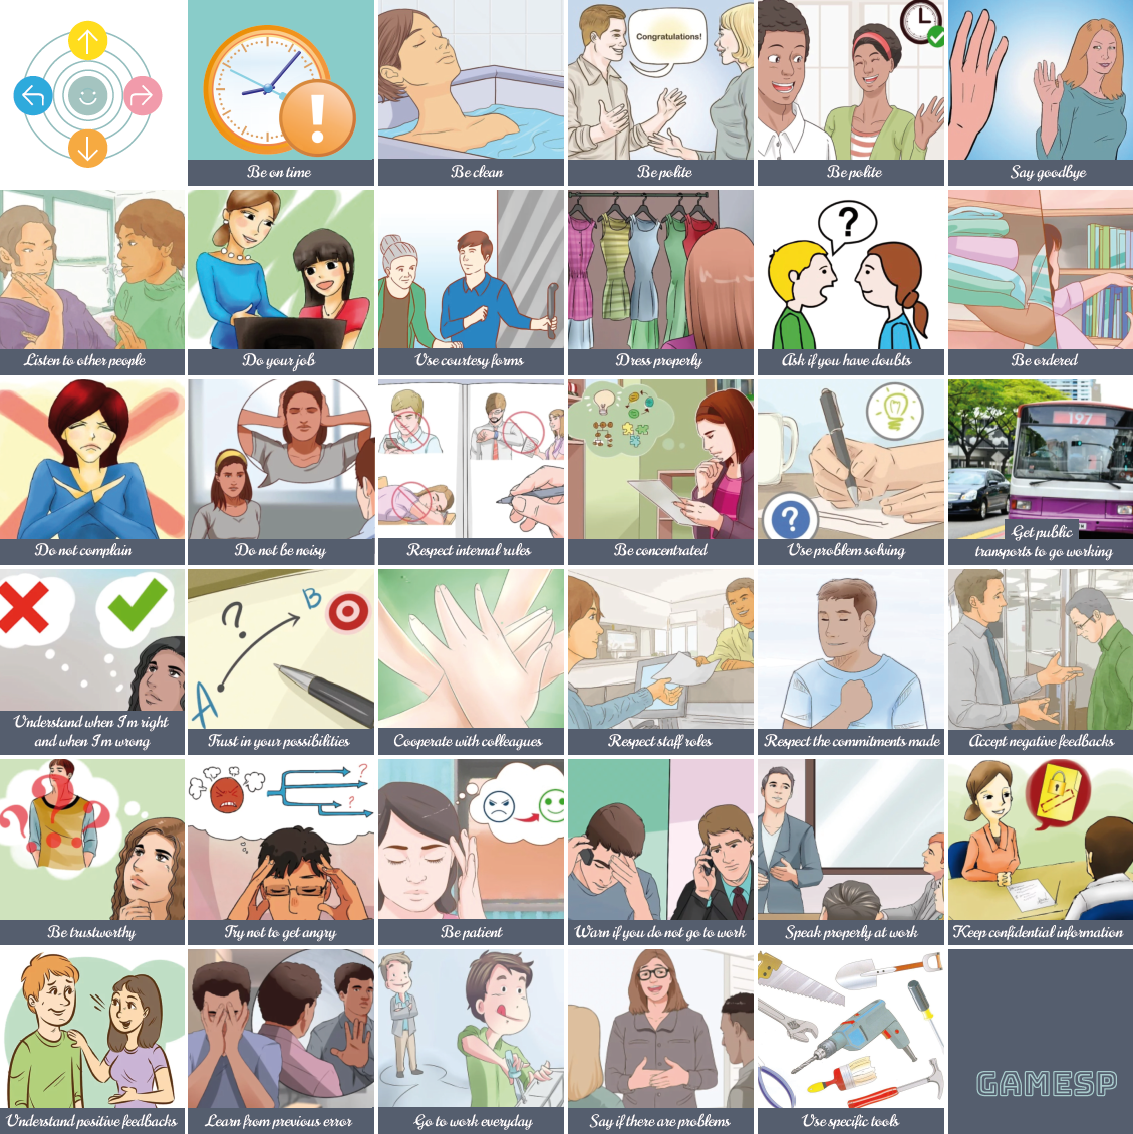 Be on time
Be clean
Congratulations!
Be polite
Be polite
Say goodbye
Listen to other people
Do your job
Use courtesy forms
Dress properly
?
Ask if you have doubts
Be ordered
Do not complain
Do not be noisy
Respect internal rules
Be concentrated
?
Use problem solving
197
Get public
transports to go working
Understand when I'm right
and when I'm wrong
?
A
B
Trust in your possibilities
Cooperate with colleagues
Respect staff roles
Respect the commitments made
Accept negative feedbacks
???
Be trustworthy
?
?
Try not to get angry
Be patient
Warn if you do not go to work
Speak properly at work
Keep confidential information
Understand positive feedbacks
Learn from previous error
Go to work everyday
Say if there are problems
Use specific tools
GAMESP